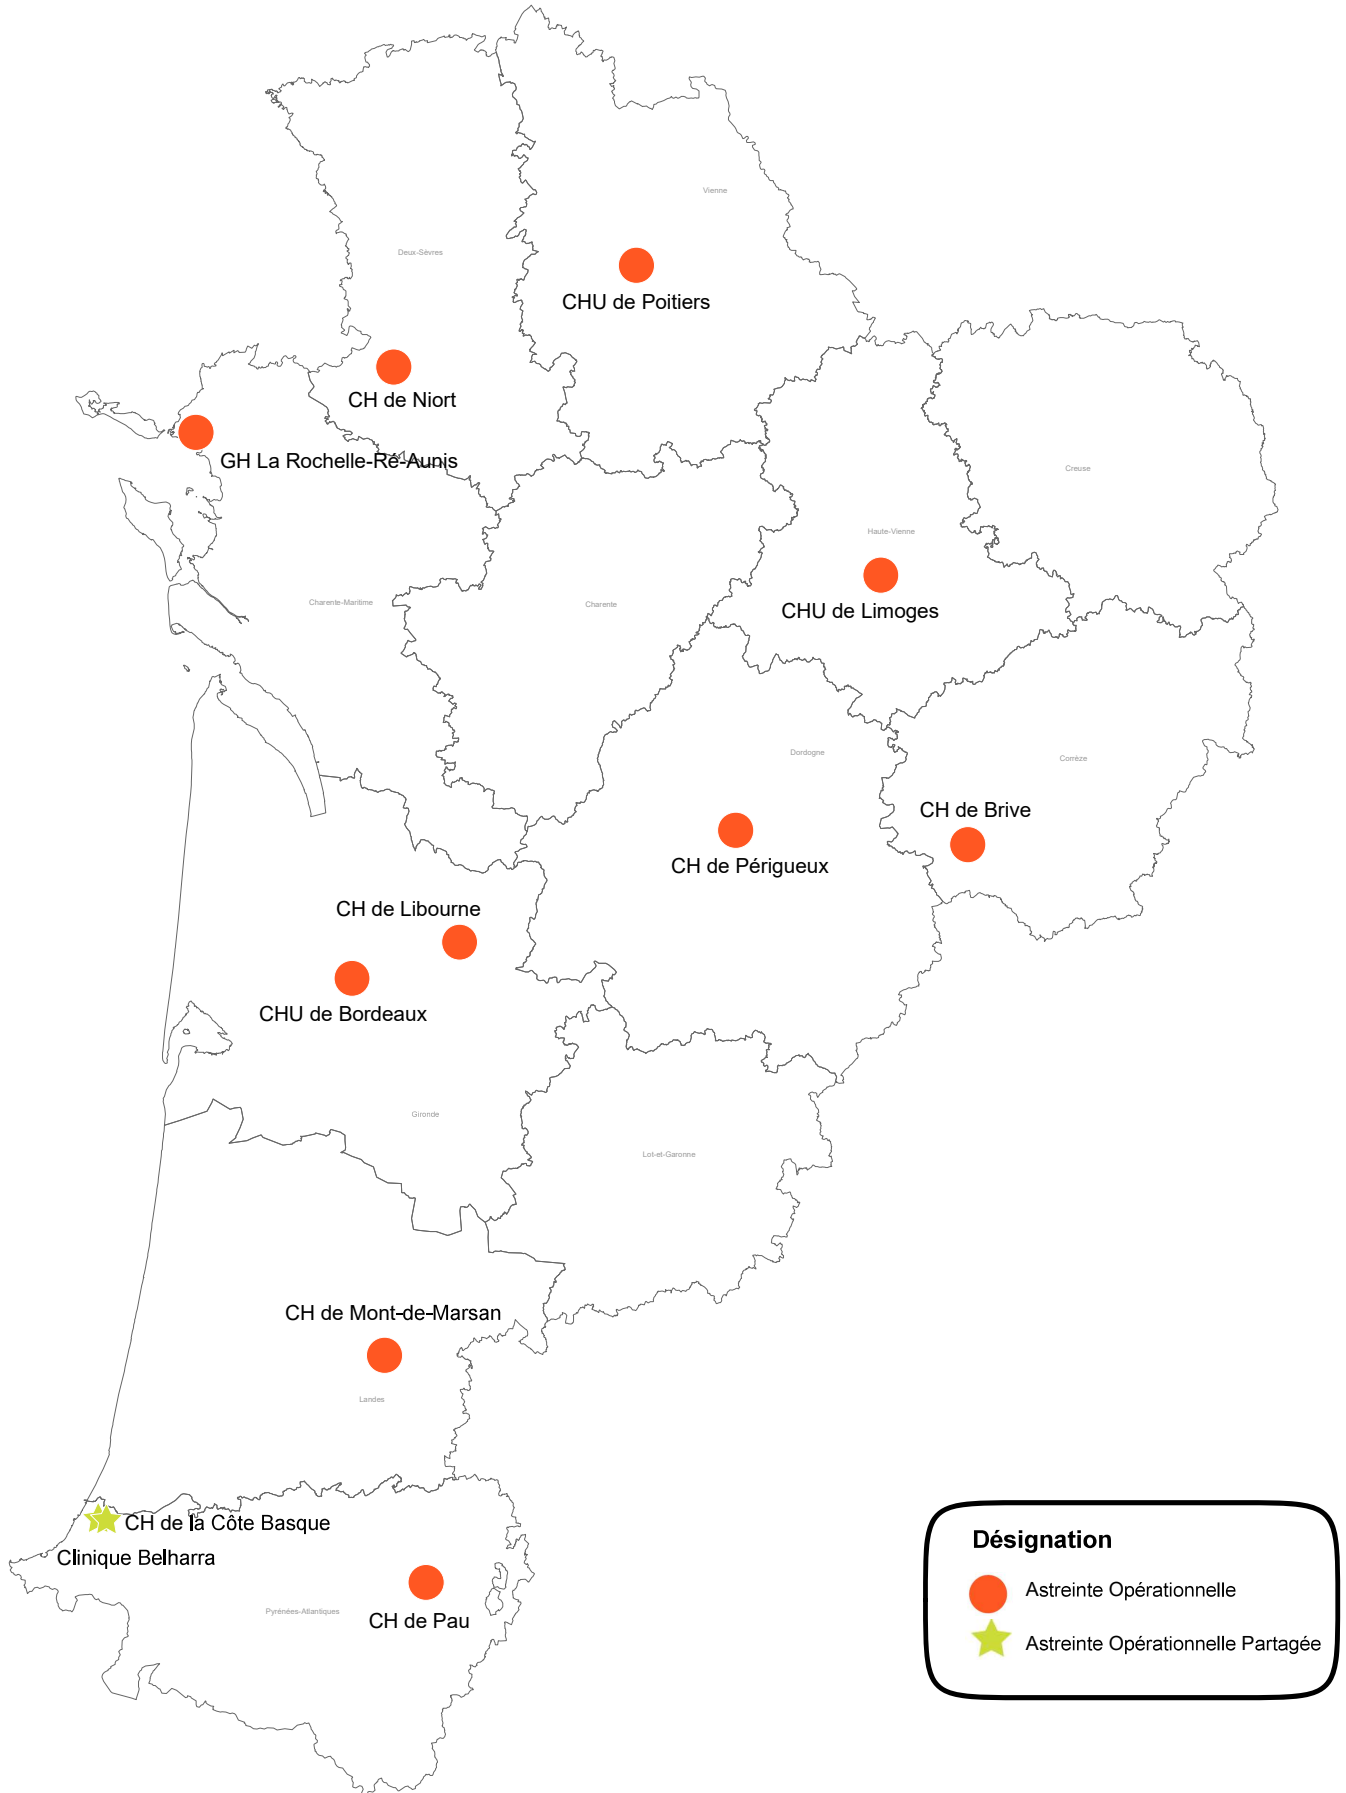 Vienne
Deux-Sèvres
CHU de Poitiers
CH de Niort
GH La Rochelle-Ré-Aunis
Creuse
Haute-Vienne
CHU de Limoges
Charente-Maritime
Charente
Dordogne
Corrèze
CH de Brive
CH de Périgueux
CH de Libourne
CHU de Bordeaux
Gironde
Lot-et-Garonne
CH de Mont-de-Marsan
Landes
CH de la Côte Basque
Clinique Belharra
Pyrénées-Atlantiques
CH de Pau
Désignation
Astreinte Opérationnelle
Astreinte Opérationnelle Partagée